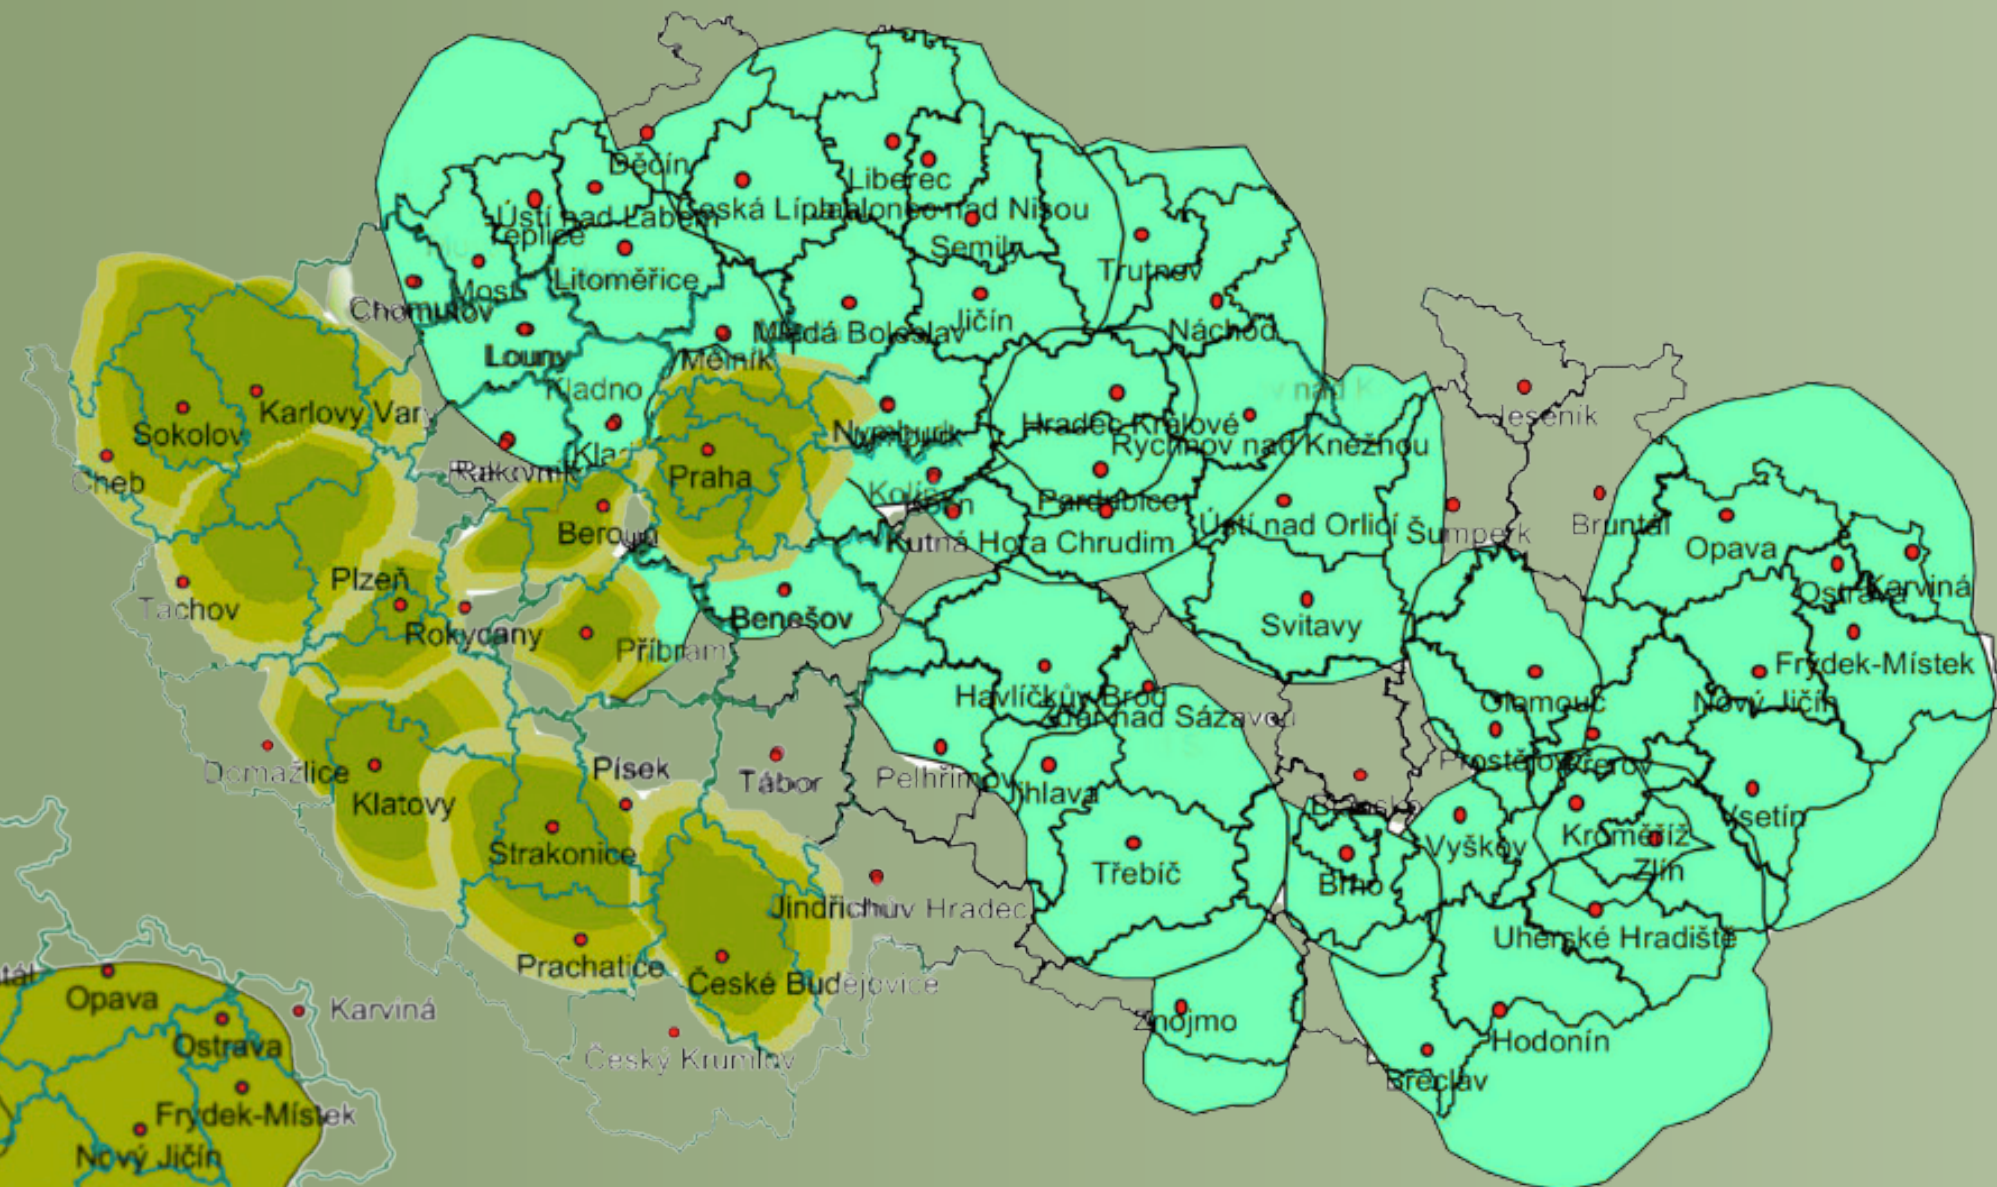 Děčín
Liberec
Ústí nad Labem
Česká Lípa
Jablonec nad Nisou
Teplice
Semily
Trutnov
Litoměřice
Most
Chomutov
Mladá Boleslav
Jičín
Náchod
Louny
Mělník
Kladno
Karlovy Vary
Sokolov
Nymburk
Hradec Králové
Rychnov nad Kněžnou
Jeseník
Cheb
Rakovník
Praha
Kolín
Pardubice
Beroun
Kutná Hora
Chrudim
Ústí nad Orlicí
Šumperk
Bruntál
Opava
Ostrava
Karviná
Plzeň
Tachov
Rokycany
Benešov
Svitavy
Příbram
Havlíčkův Brod
Žďár nad Sázavou
Olomouc
Nový Jičín
Frýdek-Místek
Domažlice
Písek
Tábor
Pelhřimov
Jihlava
Prostějov
Přerov
Klatovy
Blansko
Vsetín
Strakonice
Vyškov
Kroměříž
Třebíč
Brno
Zlín
Jindřichův Hradec
Uherské Hradiště
Prachatice
České Budějovice
Znojmo
Hodonín
Český Krumlov
Břeclav
tál
Opava
Karviná
Ostrava
Frýdek-Místek
Nový Jičín